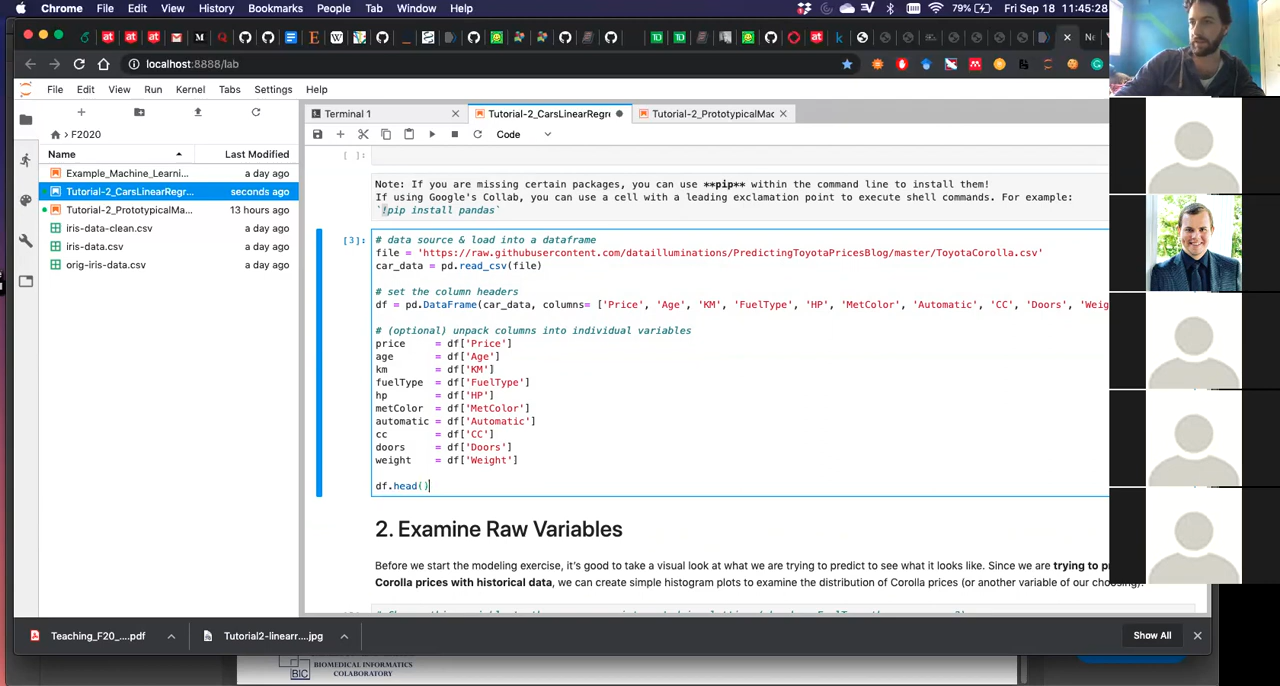 Chrome File Edit View History Bookmarks People Tab Window Help 79% Fri Sep 18 11:45:28
localhost:8888/lab
File Edit View Run Kernel Tabs Settings Help
F2020
Name Last Modified
Example_Machine_Learni... a day ago
Tutorial-2_CarsLinearRegr... seconds ago
Tutorial-2_PrototypicalMa... 13 hours ago
iris-data-clean.csv a day ago
iris-data.csv a day ago
orig-iris-data.csv a day ago
Terminal 1 Tutorial-2_CarsLinearRegre Tutorial-2_PrototypicalMac
Code
[ ]:
Note: If you are missing certain packages, you can use **pip** within the command line to install them!
If using Google's Collab, you can use a cell with a leading exclamation point to execute shell commands. For example:
`!pip install pandas`
[3]: # data source & load into a dataframe
file = 'https://raw.githubusercontent.com/datailluminations/PredictingToyotaPricesBlog/master/ToyotaCorolla.csv'
car_data = pd.read_csv(file)
# set the column headers
df = pd.DataFrame(car_data, columns= ['Price', 'Age', 'KM', 'FuelType', 'HP', 'MetColor', 'Automatic', 'CC', 'Doors', 'Weig
# (optional) unpack columns into individual variables
price = df['Price']
age = df['Age']
km = df['KM']
fuelType = df['FuelType']
hp = df['HP']
metColor = df['MetColor']
automatic = df['Automatic']
cc = df['CC']
doors = df['Doors']
weight = df['Weight']
df.head()
2. Examine Raw Variables
Before we start the modeling exercise, it's good to take a visual look at what we are trying to predict to see what it looks like. Since we are trying to p
Corolla prices with historical data, we can create simple histogram plots to examine the distribution of Corolla prices (or another variable of our choosing).
Teaching_F20_....pdf Tutorial2-linearr....jpg Show All
BIC BIOMEDICAL INFORMATICS
COLABORATORY